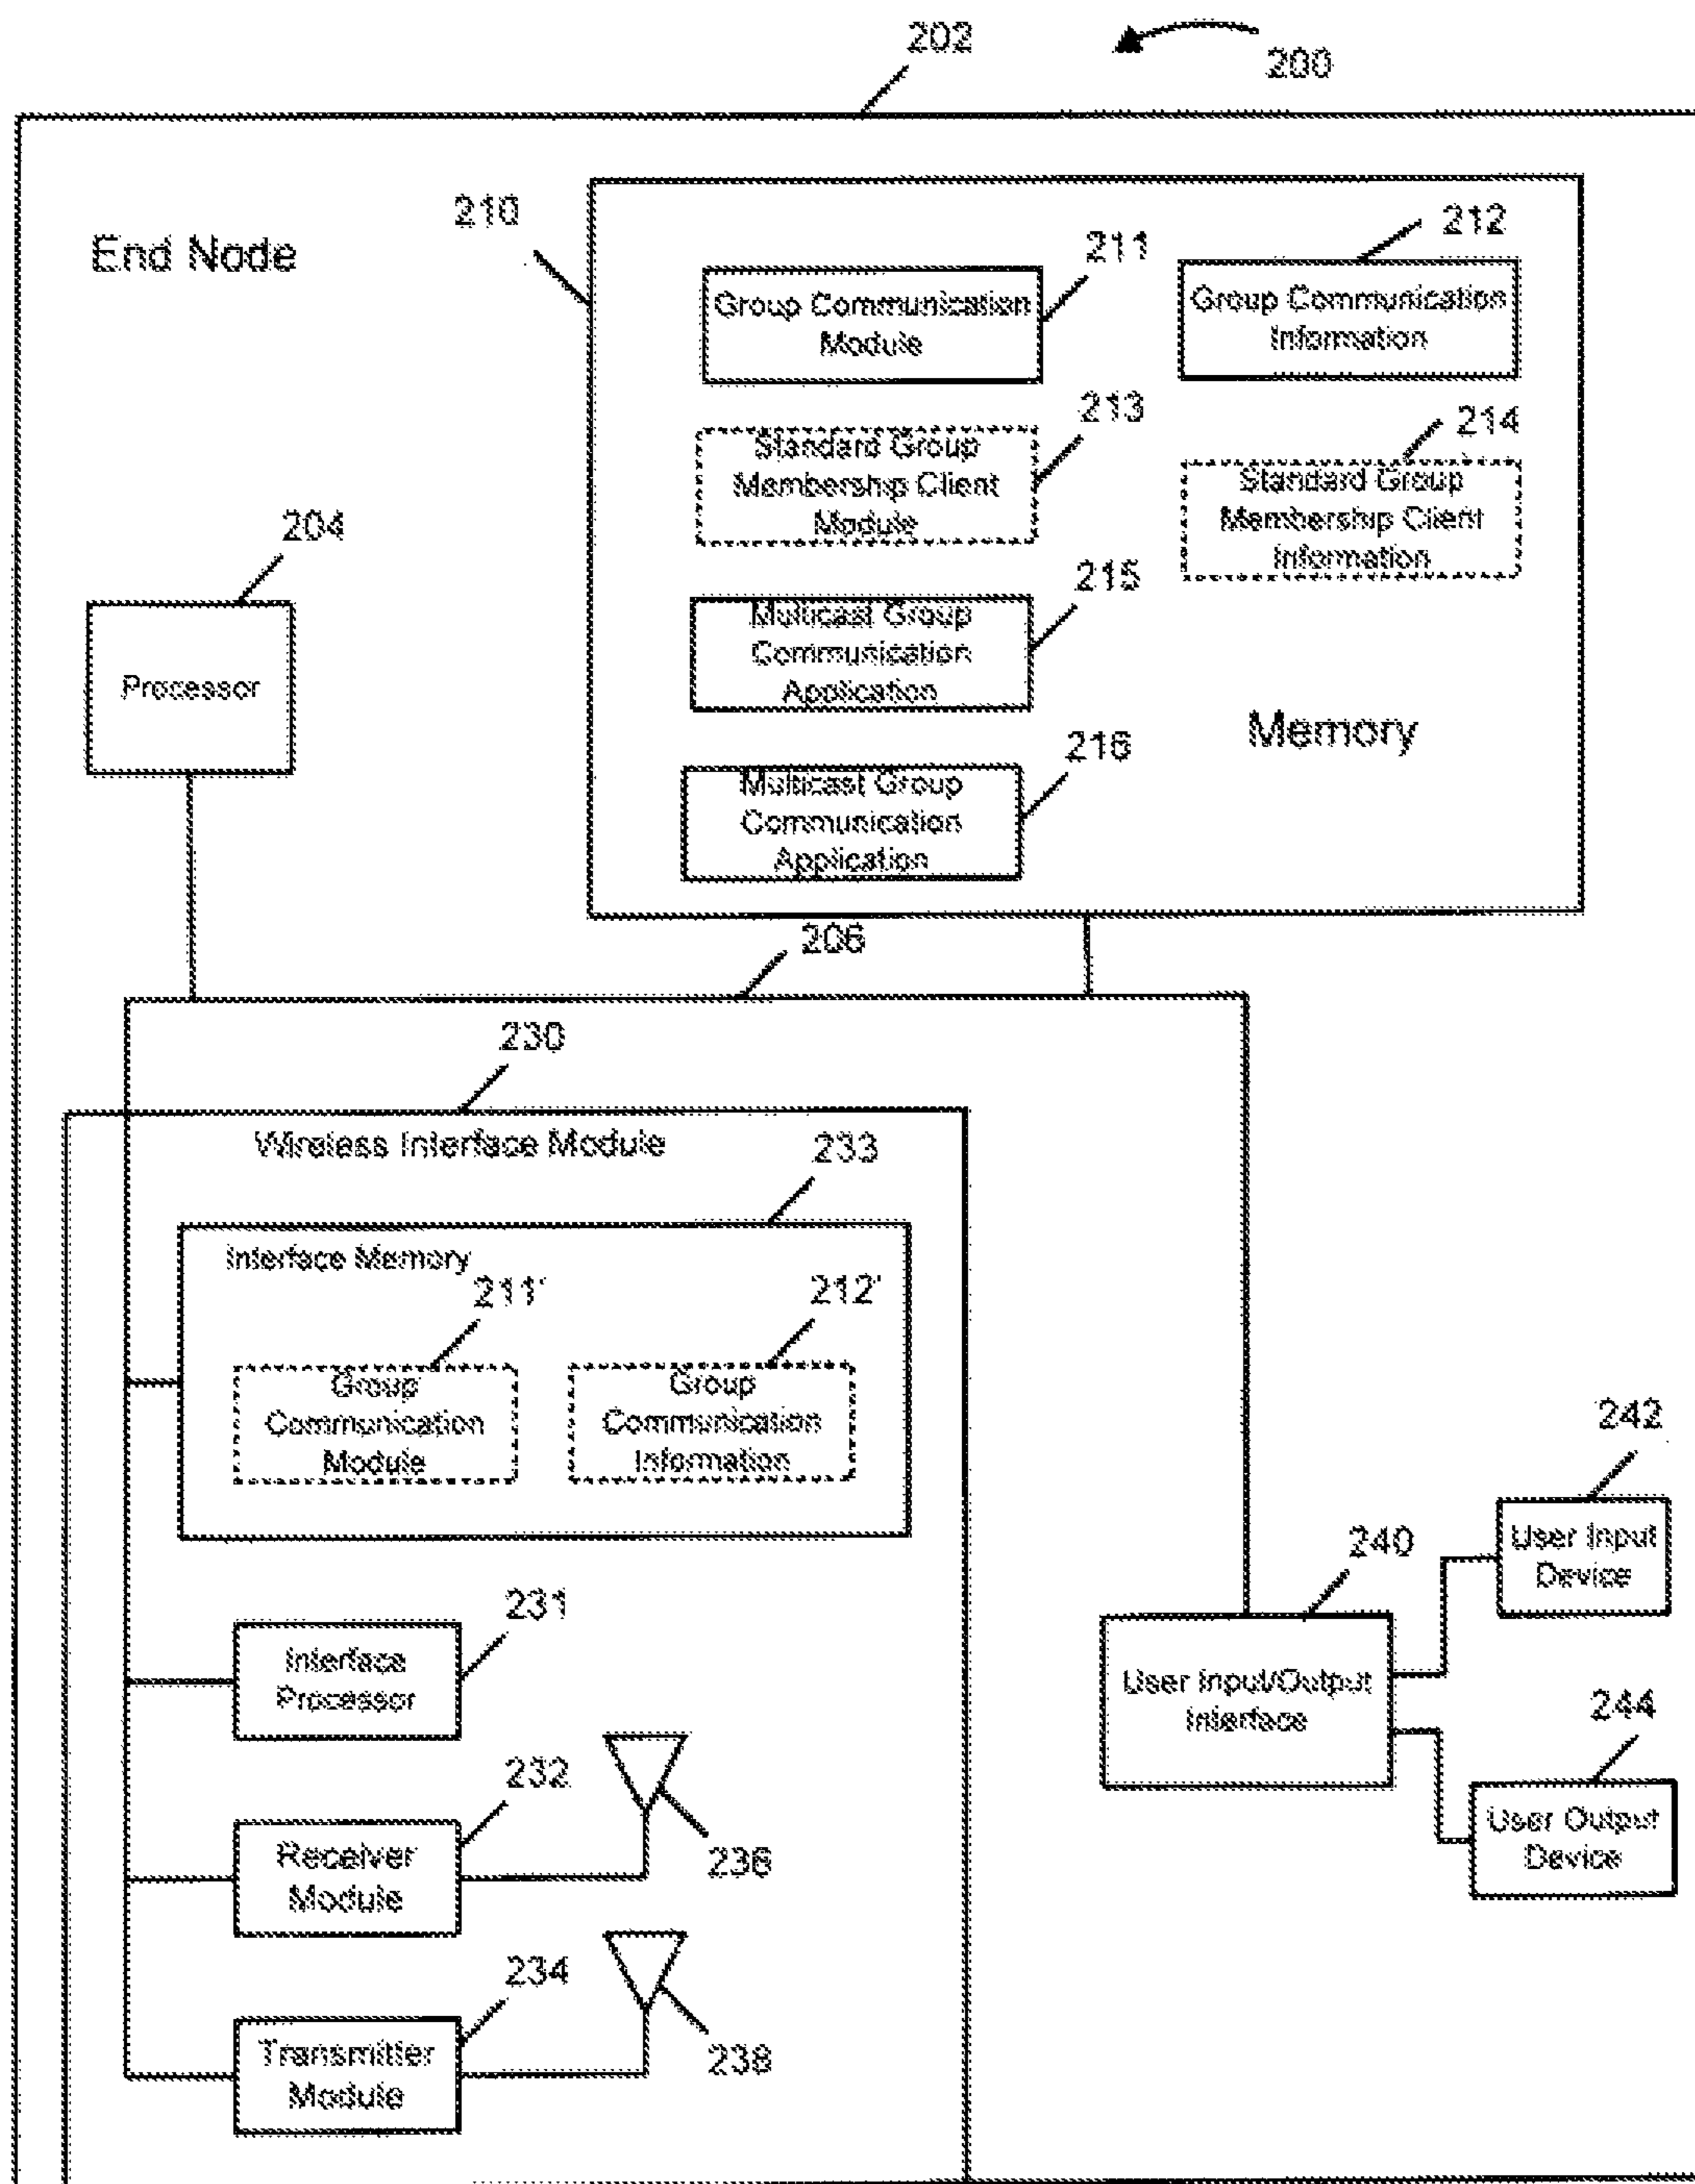 202
200
End Node
210
211
212
Group Communication
Module
Group Communication
Information
213
214
Standard Group
Membership Client
Module
Standard Group
Membership Client
Information
204
Processor
215
Multicast Group
Communication
Application
Memory
216
Multicast Group
Communication
Application
206
230
Wireless Interface Module
233
Interface Memory
211'
212'
Group
Communication
Module
Group
Communication
Information
231
Interface
Processor
232
Receiver
Module
236
234
Transmitter
Module
238
240
User Input/Output
Interface
242
User Input
Device
244
User Output
Device